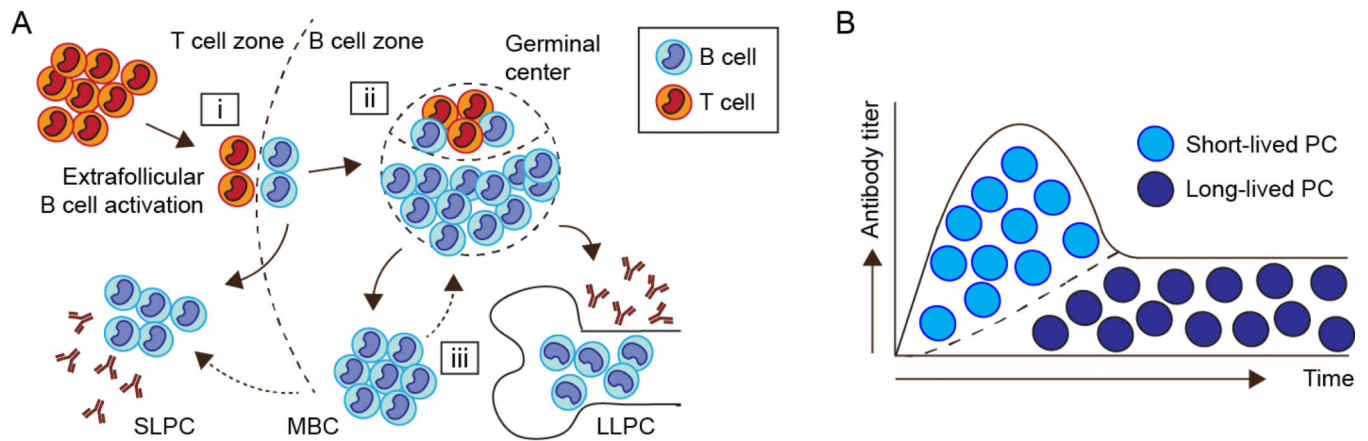 A
T cell zone
B cell zone
Germinal
center
B cell
T cell
i
ii
Extrafollicular
B cell activation
iii
SLPC
MBC
LLPC
B
Antibody titer
Short-lived PC
Long-lived PC
Time